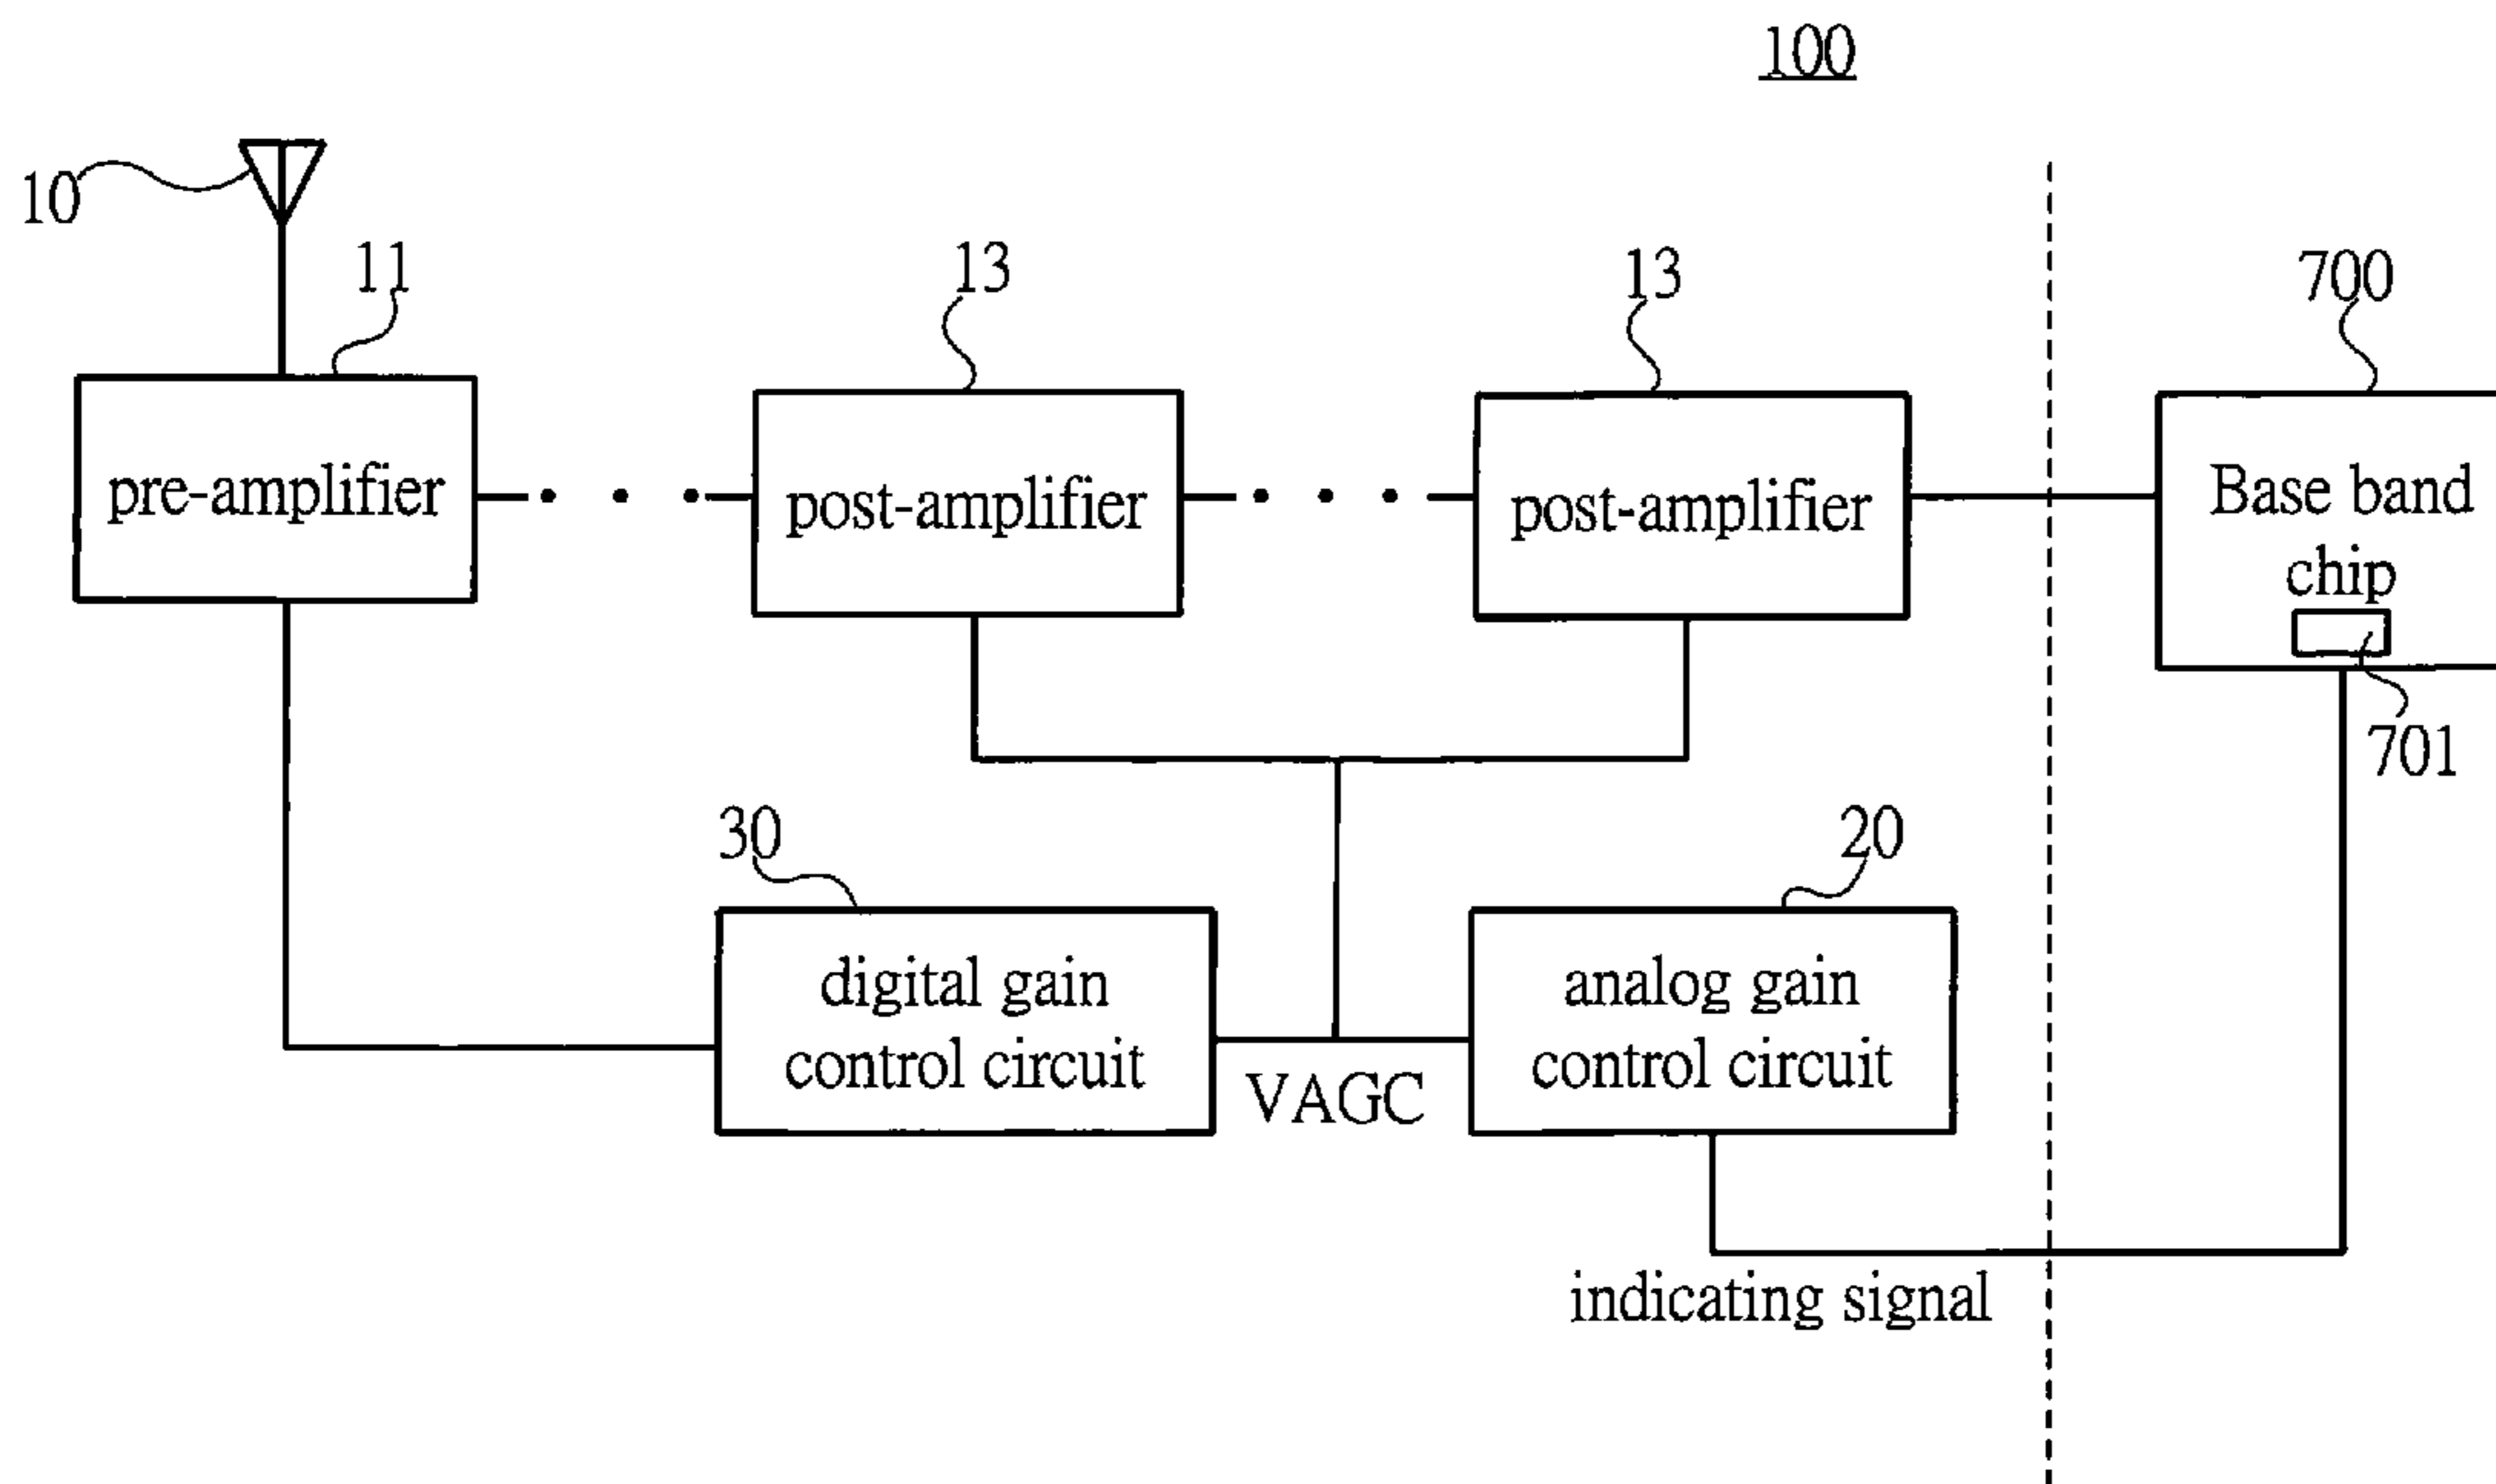 100
10
11
13
13
700
pre-amplifier
post-amplifier
post-amplifier
Base band
chip
701
30
20
digital gain
control circuit
VAGC
analog gain
control circuit
indicating signal